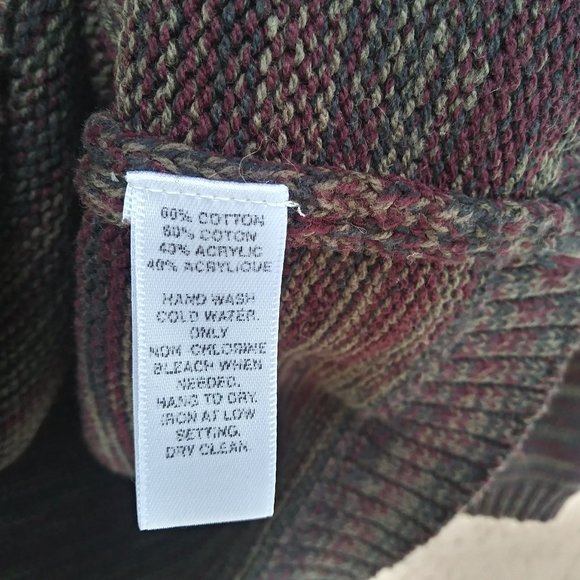 60% COTTON
60% COTON
40% ACRYLIC
40% ACRYLIQUE
HAND WASH
COLD WATER.
ONLY
NON-CHLORINE
BLEACH WHEN
NEEDED.
HANG TO DRY.
IRON AT LOW
SETTING.
DRY CLEAN